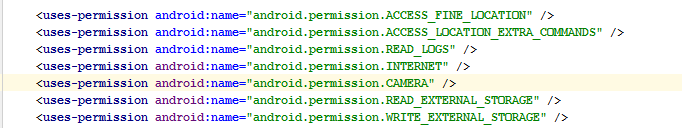 <uses-permission android:name="android.permission.ACCESS_FINE_LOCATION" />
<uses-permission android:name="android.permission.ACCESS_LOCATION_EXTRA_COMMANDS" />
<uses-permission android:name="android.permission.READ_LOGS" />
<uses-permission android:name="android.permission.INTERNET" />
<uses-permission android:name="android.permission.CAMERA" />
<uses-permission android:name="android.permission.READ_EXTERNAL_STORAGE" />
<uses-permission android:name="android.permission.WRITE_EXTERNAL_STORAGE" />